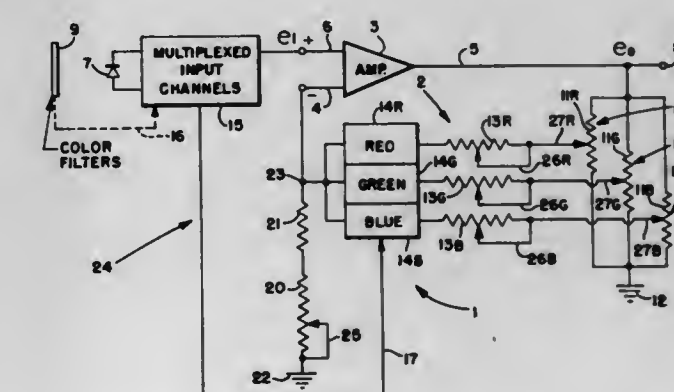 9
3
7
MULTIPLEXED
INPUT
CHANNELS
e1 +
6
AMP.
5
e0
-
4
2
16
15
COLOR
FILTERS
14R
11R
RED
13R
27R
11G
14G
26R
GREEN
13G
26G
27G
11B
BLUE
13B
26B
27B
14B
23
21
24
20
25
22
1
17
12